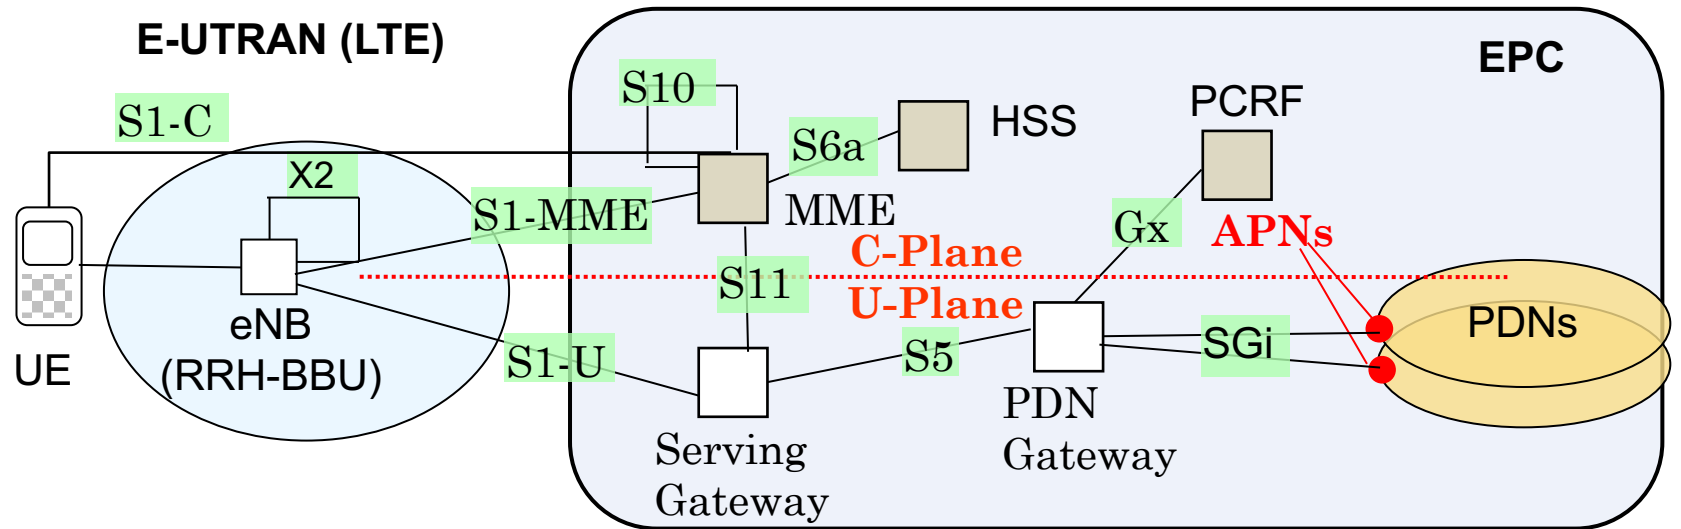 E-UTRAN (LTE)
EPC
S10
PCRF
S1-C
HSS
S6a
X2
S1-MME
MME
Gx
APNs
C-Plane
S11
U-Plane
eNB
(RRH-BBU)
PDNs
SGi
S1-U
S5
UE
PDN
Gateway
Serving
Gateway